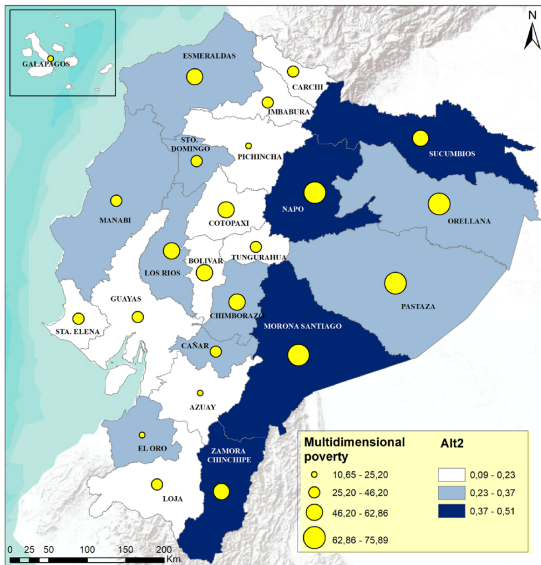 N
GALAPAGOS
ESMERALDAS
CARCHI
IMBABURA
STO.
DOMINGO
PICHINCHA
SUCUMBIOS
MANABI
COTOPAXI
NAPO
ORELLANA
LOS RIOS
BOLIVAR
TUNGURAHUA
GUAYAS
CHIMBORAZO
PASTAZA
STA. ELENA
MORONA SANTIAGO
CAÑAR
AZUAY
EL ORO
ZAMORA
CHINCHIPE
LOJA
Multidimensional
poverty
10,65 - 25,20
25,20 - 46,20
46,20 - 62,86
62,86 - 75,89
Alt2
0,09 - 0,23
0,23 - 0,37
0,37 - 0,51
0 25 50 100 150 200
Km.